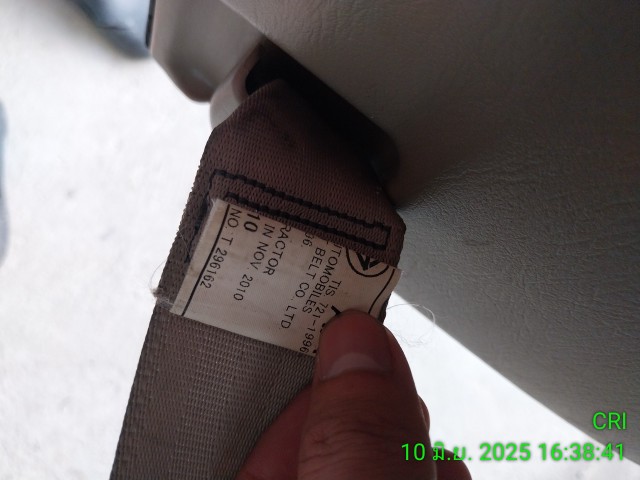 TIS 721-1996
TOMOBILES
BELT CO. LTD
RACTOR
IN NOV. 2010
10
NO. T 296162
CRI
10 มิ.ย. 2025 16:38:41